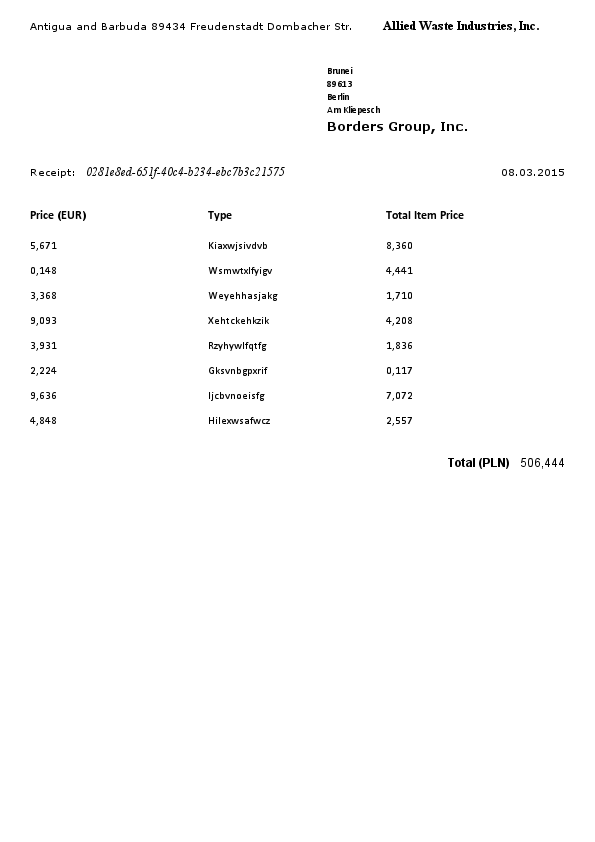 Antigua and Barbuda 89434 Freudenstadt Dombacher Str. Allied Waste Industries, Inc.
Brunei
89613
Berlin
Am Kliepesch
Borders Group, Inc.
Receipt: 0281e8ed-651f-40c4-b234-ebc7b3c21575 08.03.2015
Price (EUR) Type Total Item Price
5,671 Kiaxwjsivdvb 8,360
0,148 Wsmwtxlfyigv 4,441
3,368 Weyehhasjakg 1,710
9,093 Xehtckehkzik 4,208
3,931 Rzyhywlfqtfg 1,836
2,224 Gksvnbgpxrif 0,117
9,636 Ijcbvnoeisfg 7,072
4,848 Hilexwsafwcz 2,557
Total (PLN) 506,444